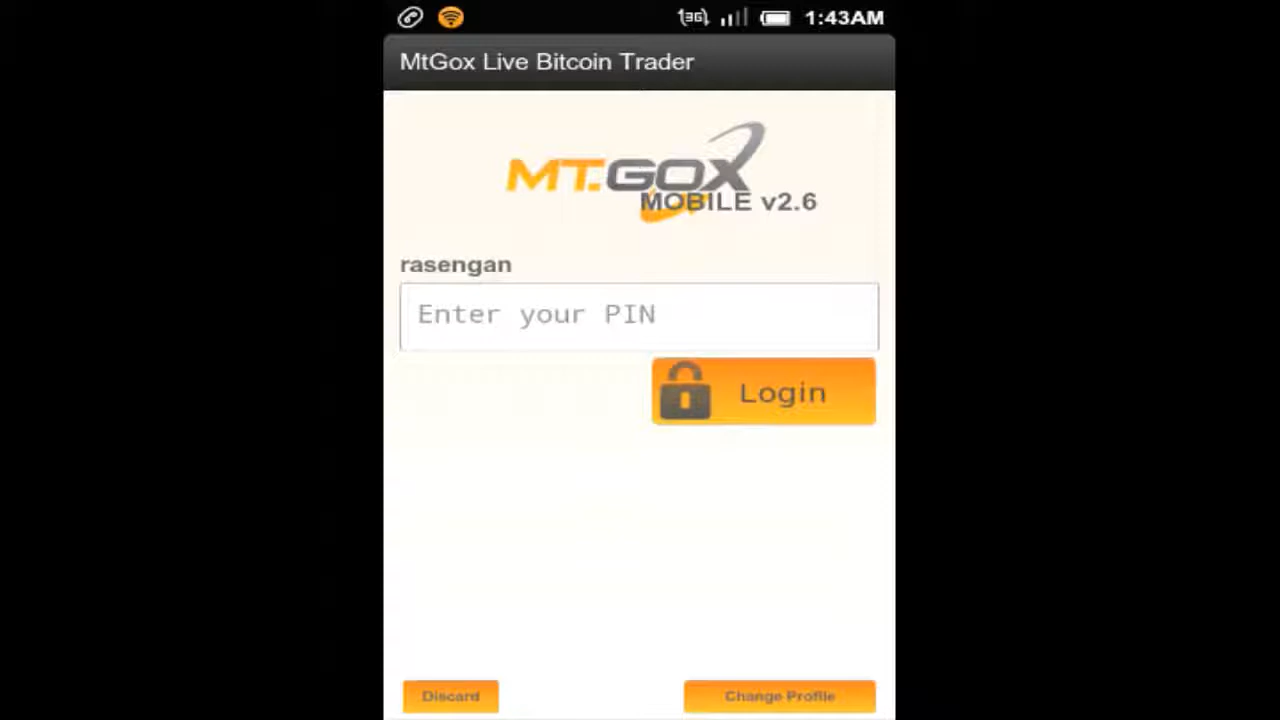 3G 1:43AM
MtGox Live Bitcoin Trader
MT.GOX
MOBILE v2.6
rasengan
Enter your PIN
Login
Discard Change Profile